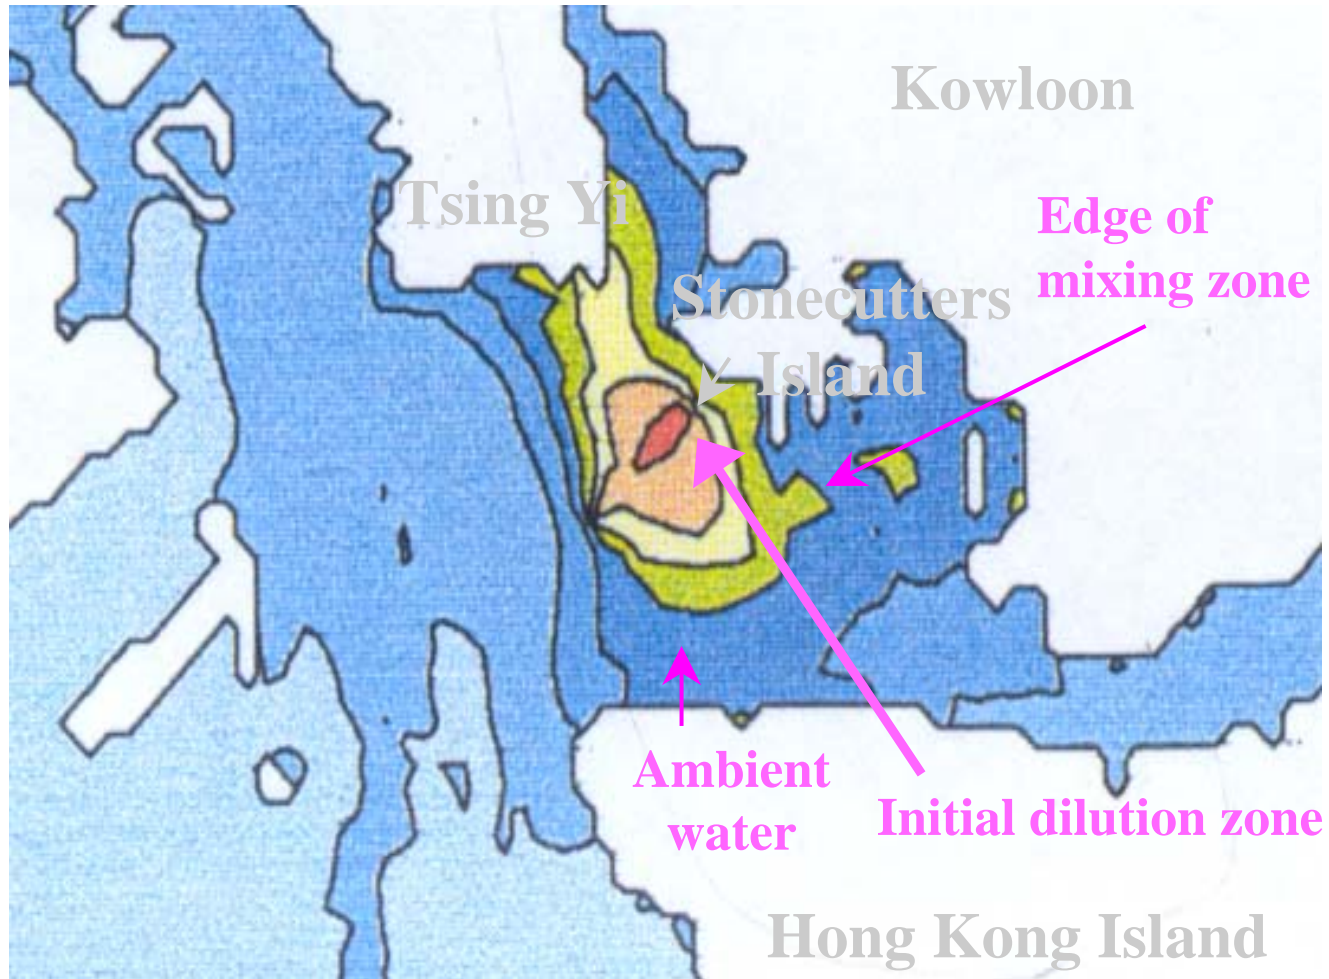 Kowloon
Tsing Yi
Edge of
mixing zone
Stonecutters
Island
Ambient
water
Initial dilution zone
Hong Kong Island